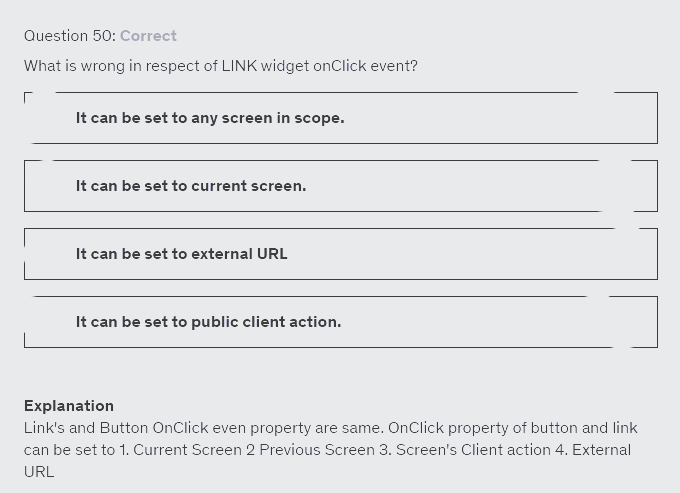 Question 50: Correct
What is wrong in respect of LINK widget onClick event?
It can be set to any screen in scope.
It can be set to current screen.
It can be set to external URL
It can be set to public client action.
Explanation
Link's and Button OnClick even property are same. OnClick property of button and link
can be set to 1. Current Screen 2 Previous Screen 3. Screen's Client action 4. External
URL